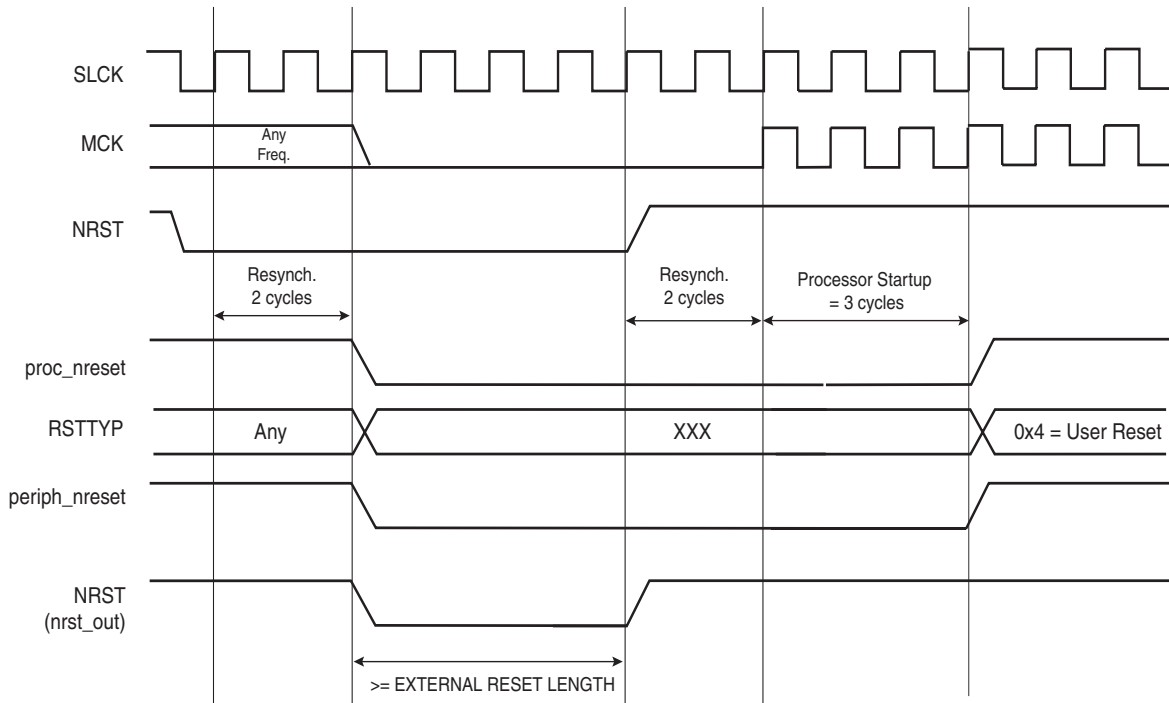 SLCK
MCK
Any
Freq.
NRST
Resynch.
2 cycles
Resynch.
2 cycles
Processor Startup
= 3 cycles
proc_nreset
RSTTYP
Any
XXX
0x4 = User Reset
periph_nreset
NRST
(nrst_out)
>= EXTERNAL RESET LENGTH